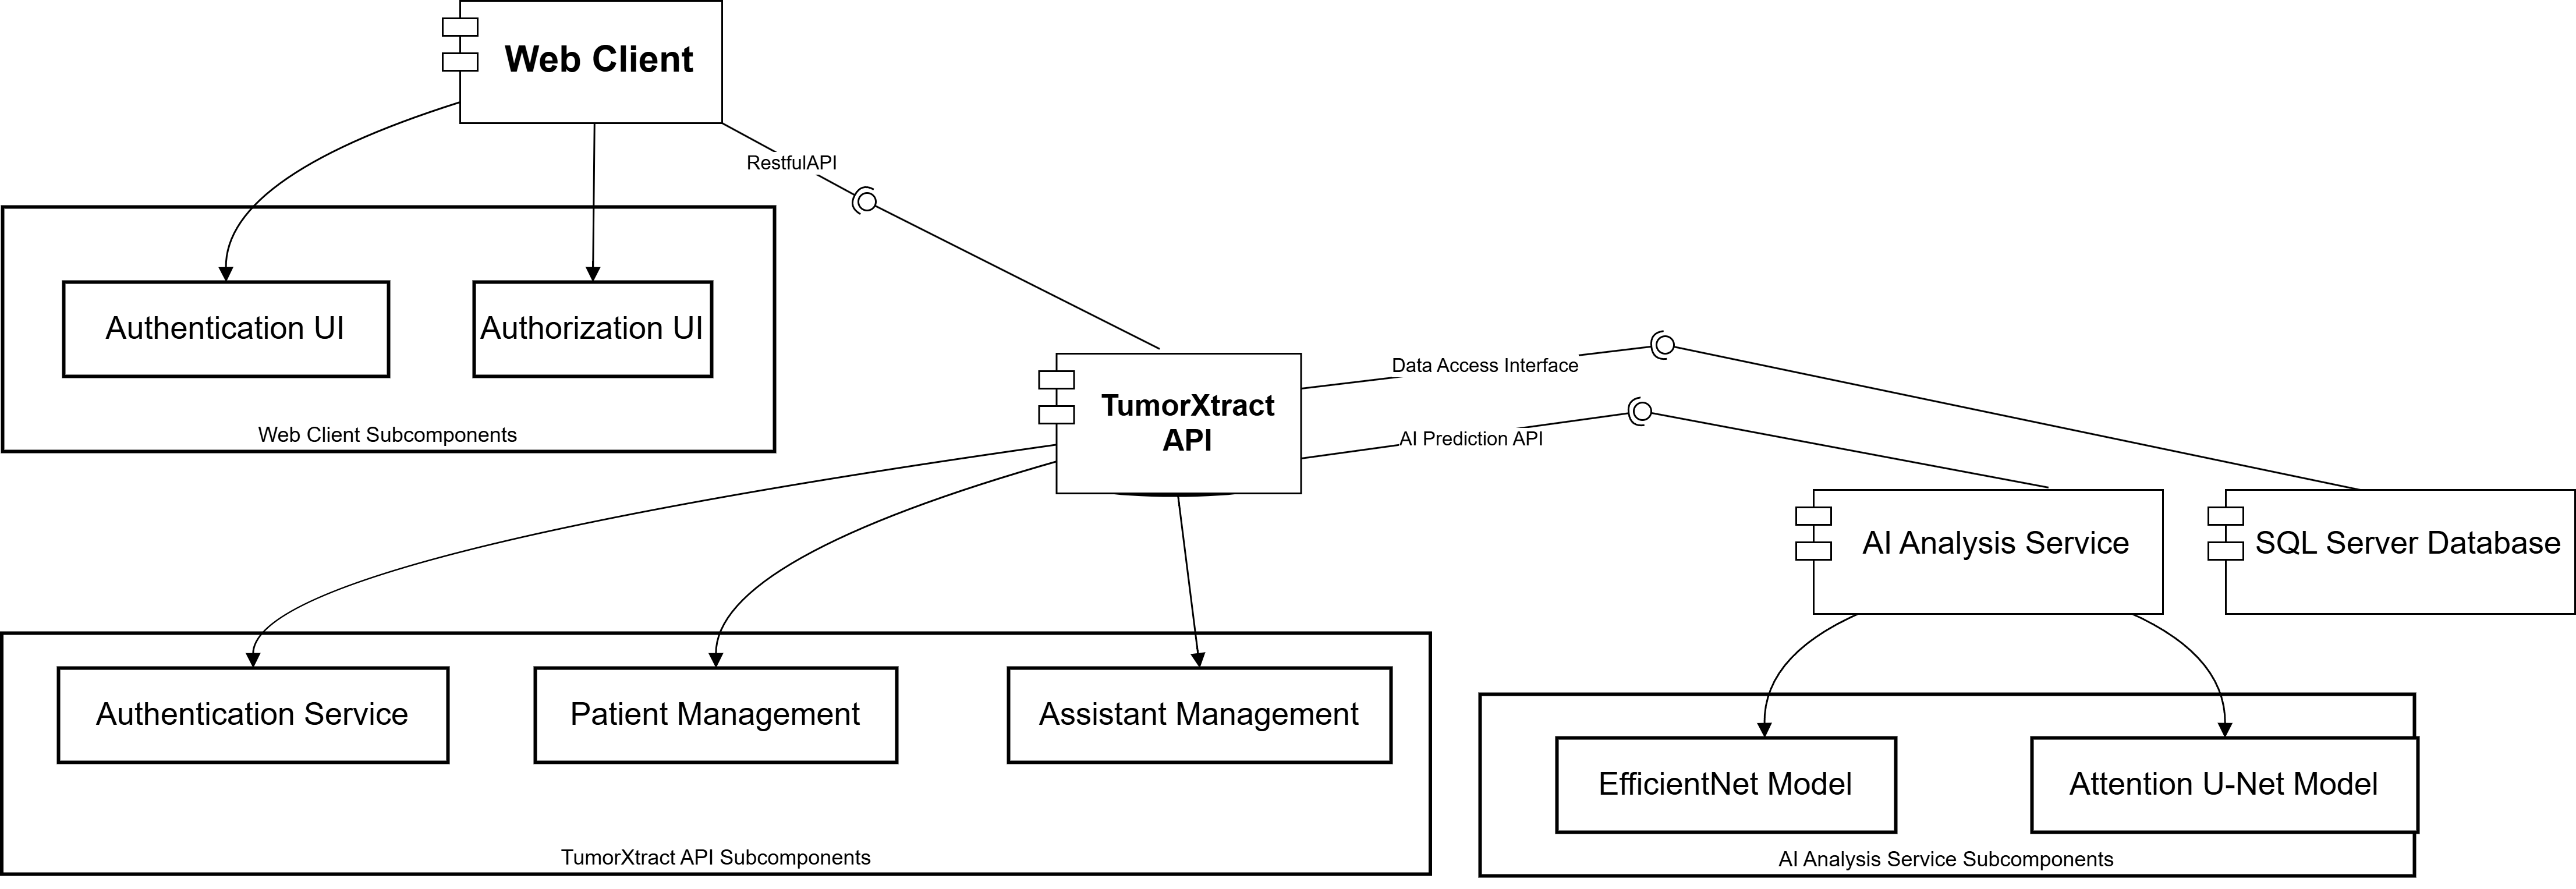 Web Client
RestfulAPI
Authentication UI
Authorization UI
Web Client Subcomponents
Data Access Interface
TumorXtract
API
AI Prediction API
AI Analysis Service
SQL Server Database
Authentication Service
Patient Management
Assistant Management
TumorXtract API Subcomponents
EfficientNet Model
Attention U-Net Model
AI Analysis Service Subcomponents